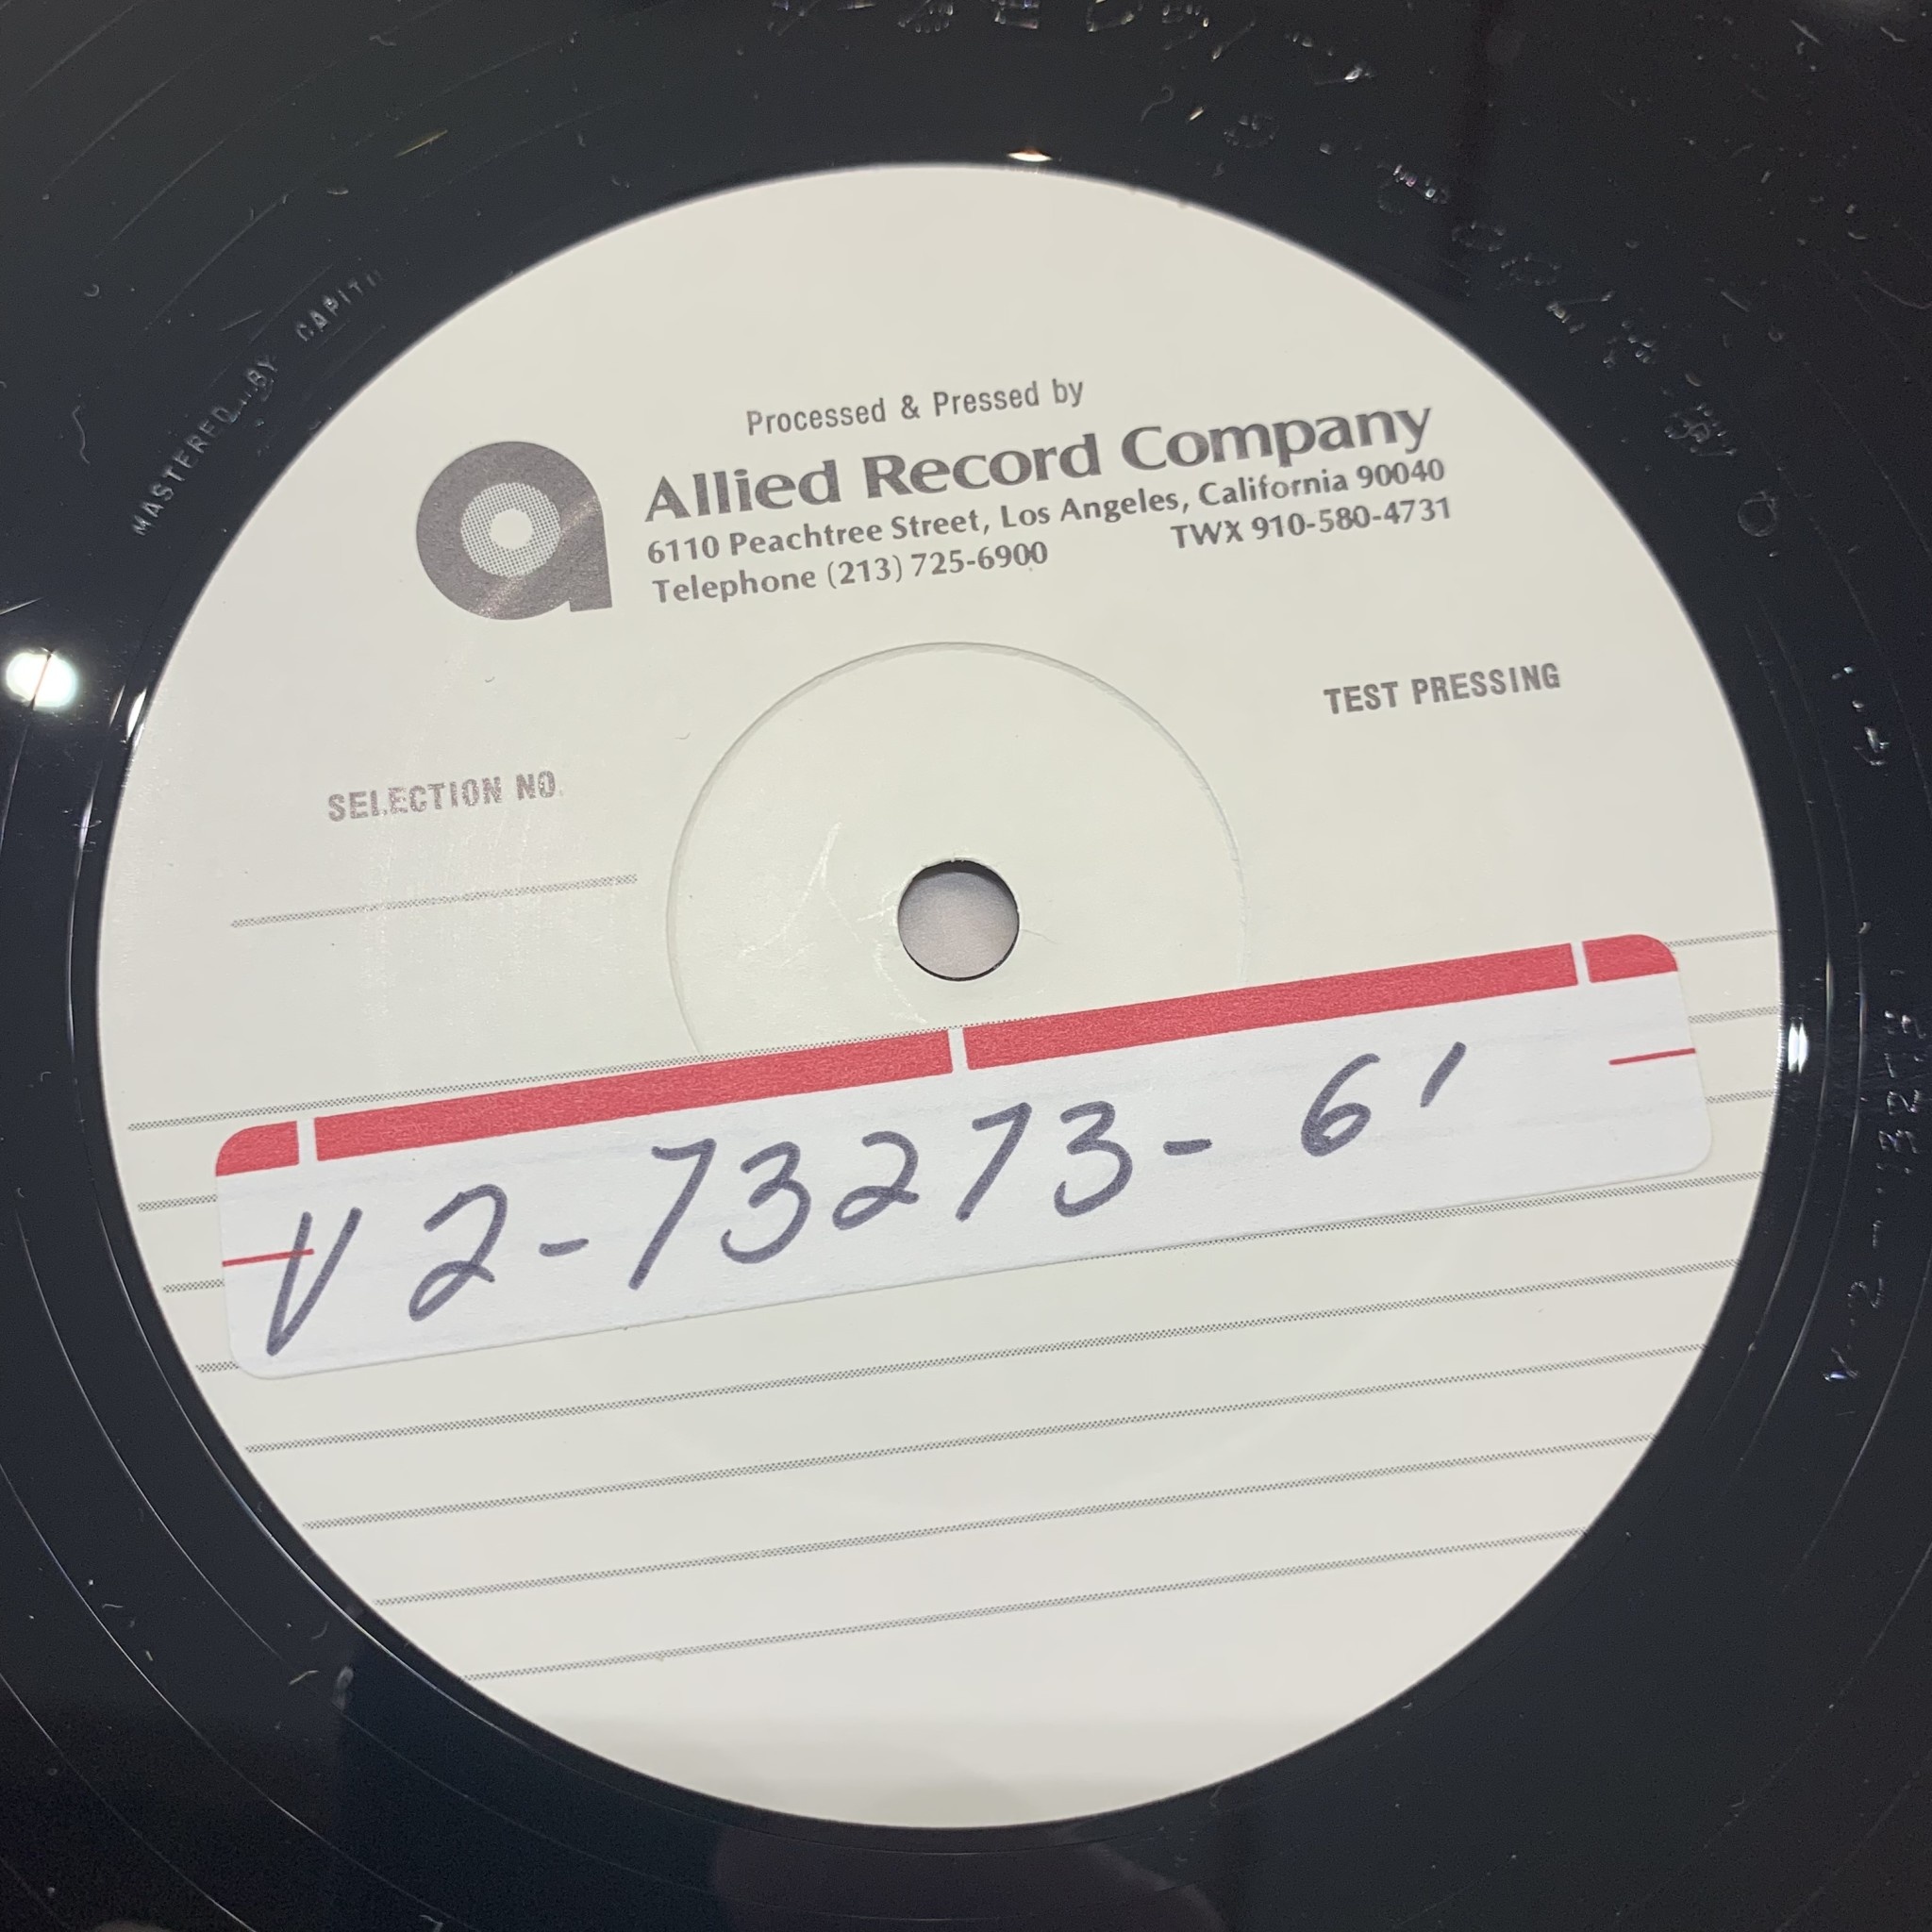 MASTERED BY CAPITOL
Processed & Pressed by
Allied Record Company
6110 Peachtree Street, Los Angeles, California 90040
Telephone (213) 725-6900 TWX 910-580-4731
TEST PRESSING
SELECTION NO.
V2-73273-6'